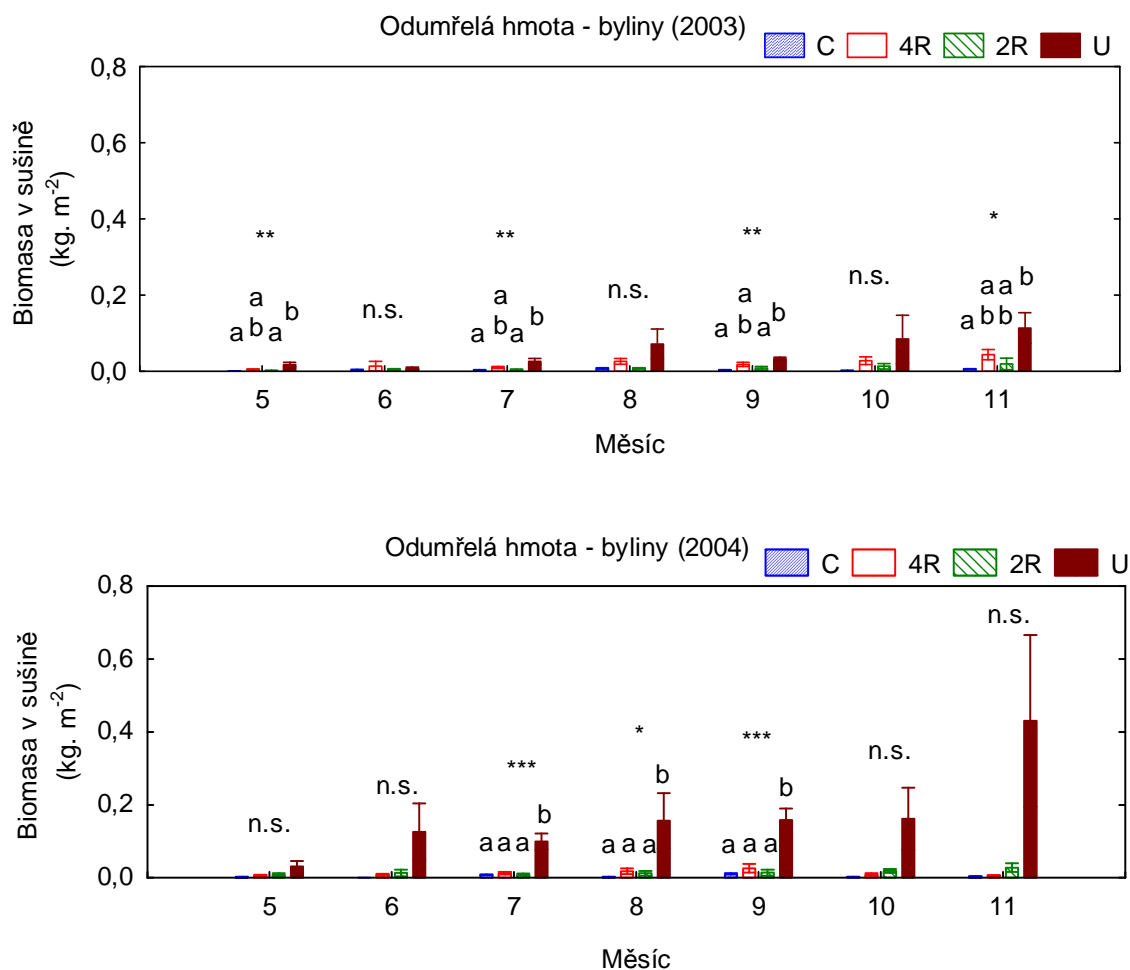 Odumřelá hmota - byliny (2003)
C 4R 2R U
Biomasa v sušině
(kg. m-2)
0,8
0,6
0,4
0,2
0,0
** ** ** *
n.s. n.s. n.s.
a a a a a b
a b a b a b a b a b a b b
5 6 7 8 9 10 11
Měsíc
Odumřelá hmota - byliny (2004)
C 4R 2R U
Biomasa v sušině
(kg. m-2)
0,8
0,6
0,4
0,2
0,0
n.s. n.s. *** * *** n.s. n.s.
b b b
a a a a a a a a a
5 6 7 8 9 10 11
Měsíc